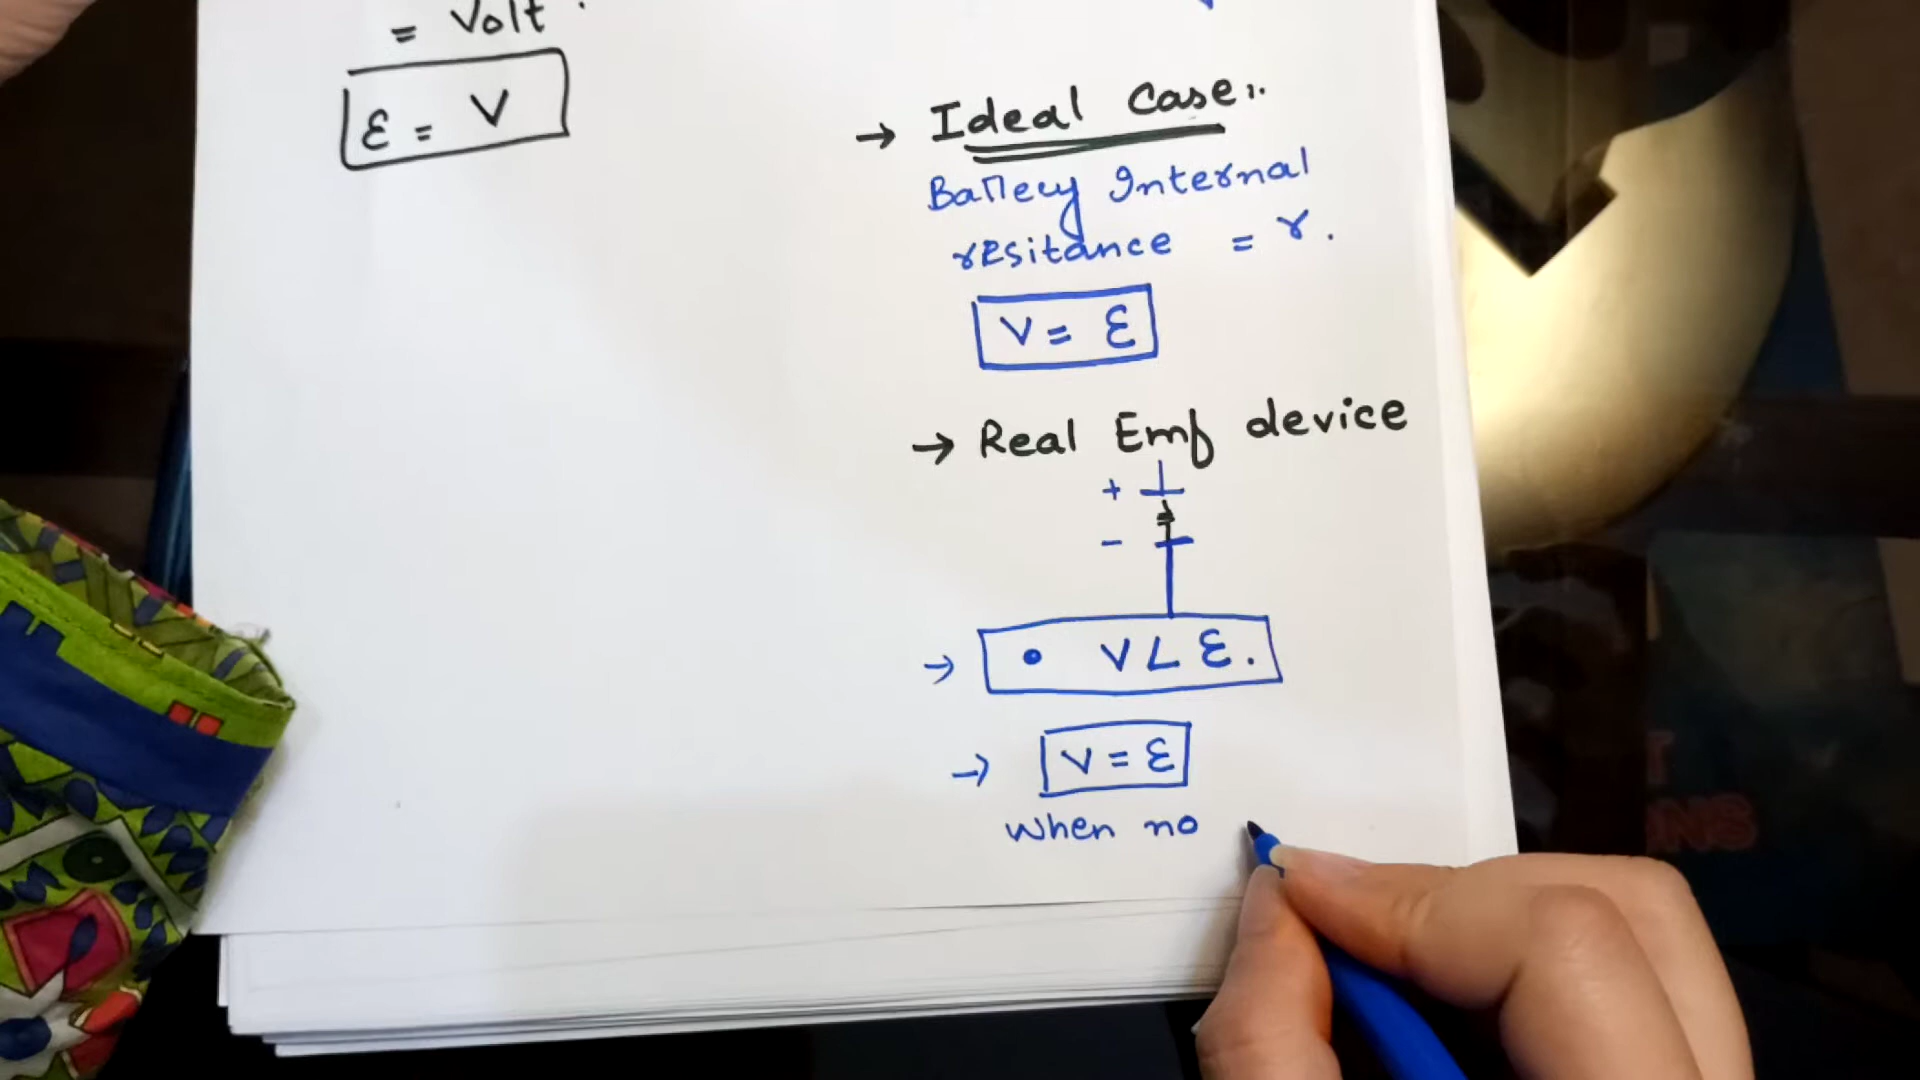 = Volt.
ε = V
→ Ideal Case:.
Battery Internal
resitance = r.
V = ε
→ Real Emf device
+
-
→ • V < ε.
→ V = ε
When no